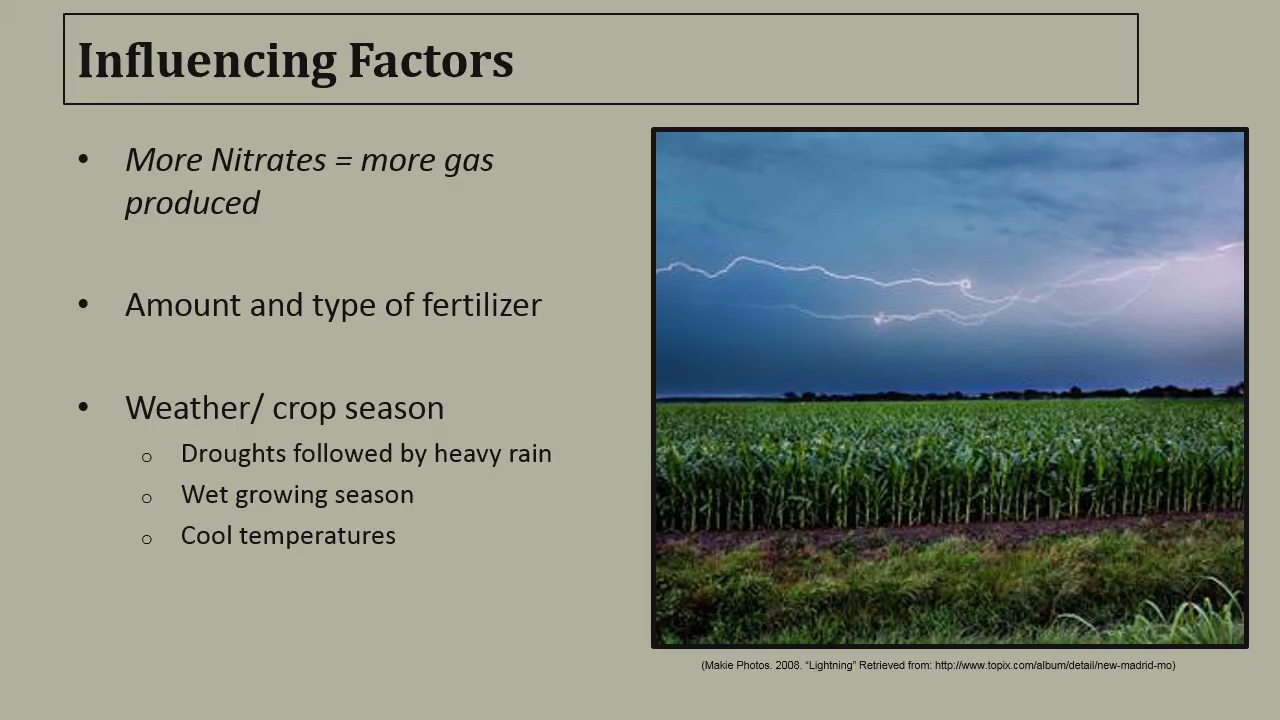 Influencing Factors
• More Nitrates = more gas
produced
• Amount and type of fertilizer
• Weather/ crop season
o Droughts followed by heavy rain
o Wet growing season
o Cool temperatures
(Makie Photos. 2008. “Lightning” Retrieved from: http://www.topix.com/album/detail/new-madrid-mo)